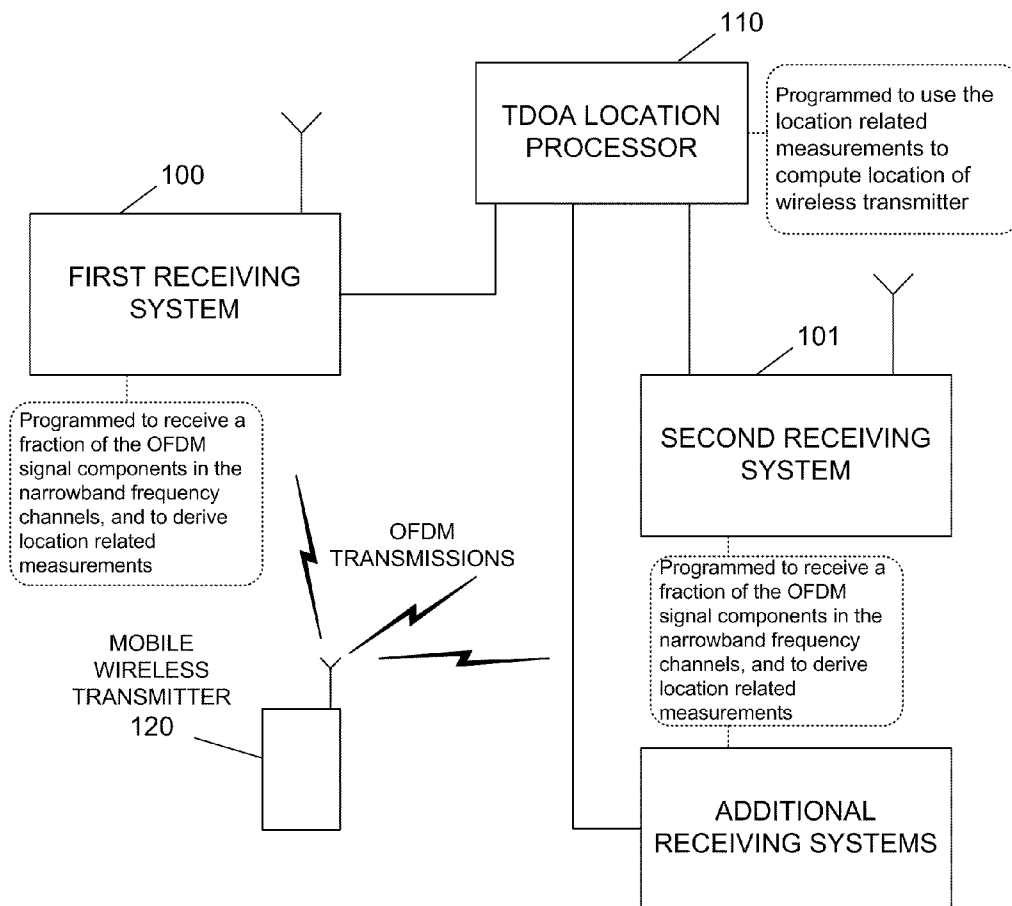 110
TDOA LOCATION
PROCESSOR
Programmed to use the
location related
measurements to
compute location of
wireless transmitter
100
FIRST RECEIVING
SYSTEM
Programmed to receive a
fraction of the OFDM
signal components in the
narrowband frequency
channels, and to derive
location related
measurements
101
SECOND RECEIVING
SYSTEM
Programmed to receive a
fraction of the OFDM
signal components in the
narrowband frequency
channels, and to derive
location related
measurements
OFDM
TRANSMISSIONS
MOBILE
WIRELESS
TRANSMITTER
120
ADDITIONAL
RECEIVING SYSTEMS